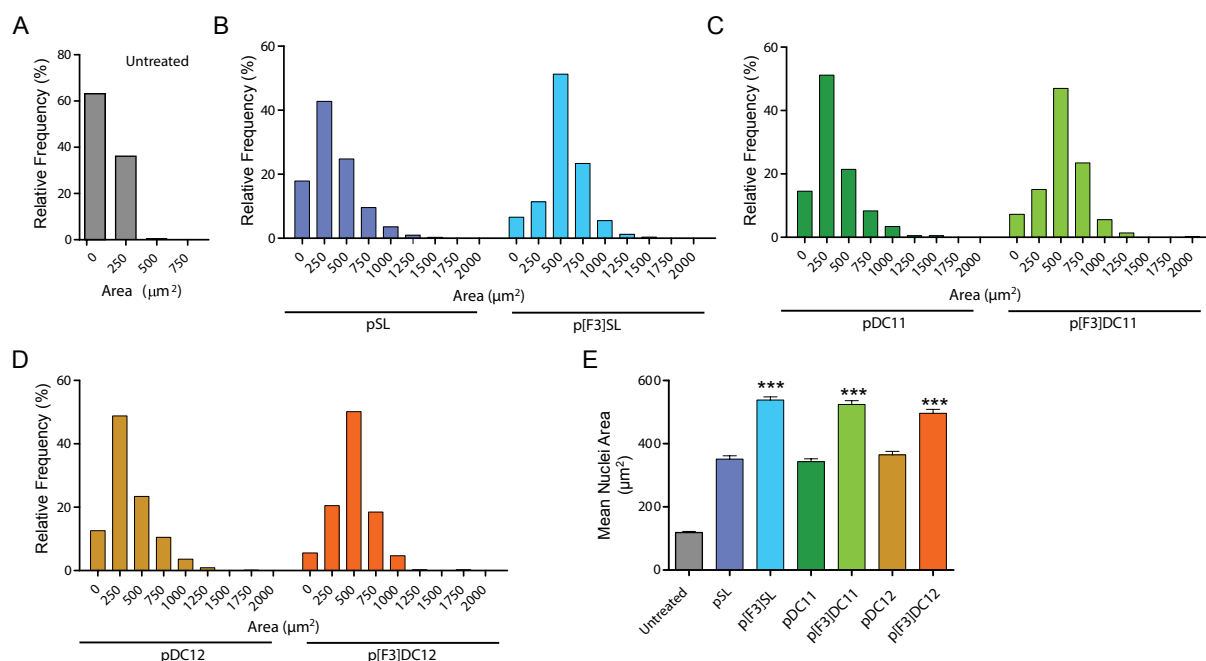 A
Untreated
Relative Frequency (%)
80
60
40
20
0
0 250 500 750
Area (μm²)
B
Relative Frequency (%)
60
40
20
0
0 250 500 750 1000 1250 1500 1750 2000 0 250 500 750 1000 1250 1500 1750 2000
Area (μm²)
pSL p[F3]SL
C
Relative Frequency (%)
60
40
20
0
0 250 500 750 1000 1250 1500 1750 2000 0 250 500 750 1000 1250 1500 1750 2000
Area (μm²)
pDC11 p[F3]DC11
D
Relative Frequency (%)
60
40
20
0
0 250 500 750 1000 1250 1500 1750 2000 0 250 500 750 1000 1250 1500 1750 2000
Area (μm²)
pDC12 p[F3]DC12
E
Mean Nuclei Area
(μm²)
600
400
200
0
*** *** ***
Untreated pSL p[F3]SL pDC11 p[F3]DC11 pDC12 p[F3]DC12